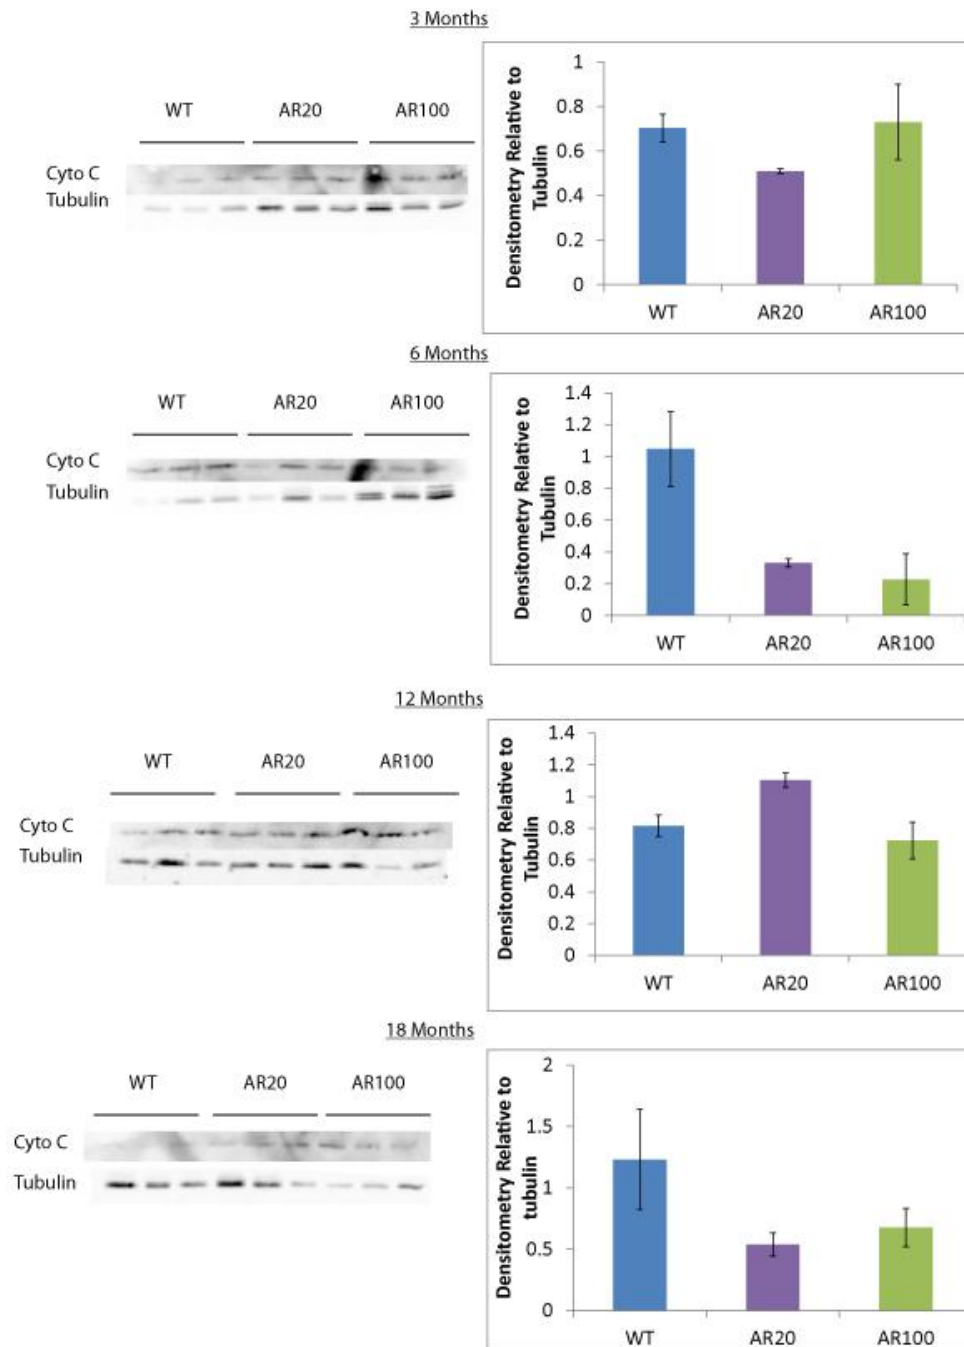 3 Months
WT AR20 AR100
Cyto C
Tubulin
Densitometry Relative to
Tubulin
1
0.8
0.6
0.4
0.2
0
WT AR20 AR100
6 Months
WT AR20 AR100
Cyto C
Tubulin
Densitometry Relative to
Tubulin
1.4
1.2
1
0.8
0.6
0.4
0.2
0
WT AR20 AR100
12 Months
WT AR20 AR100
Cyto C
Tubulin
Densitometry Relative to
Tubulin
1.4
1.2
1
0.8
0.6
0.4
0.2
0
WT AR20 AR100
18 Months
WT AR20 AR100
Cyto C
Tubulin
Densitometry Relative to
tubulin
2
1.5
1
0.5
0
WT AR20 AR100